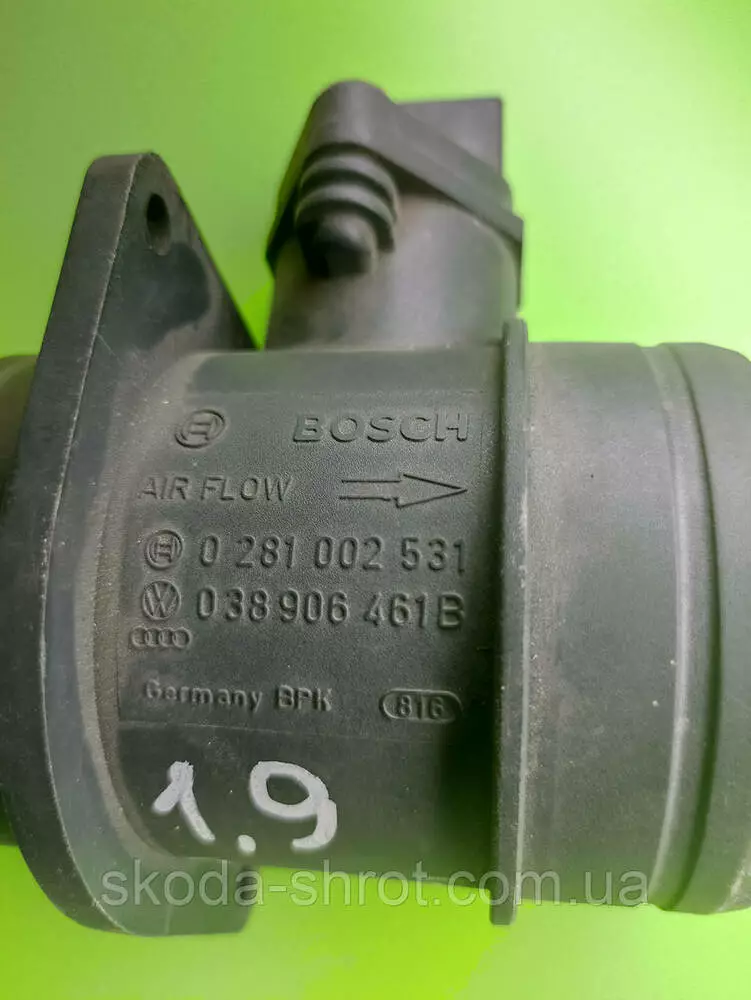 BOSCH
AIR FLOW
0 281 002 531
038 906 461 B
Germany BPK 816
1.9
skoda-shrot.com.ua